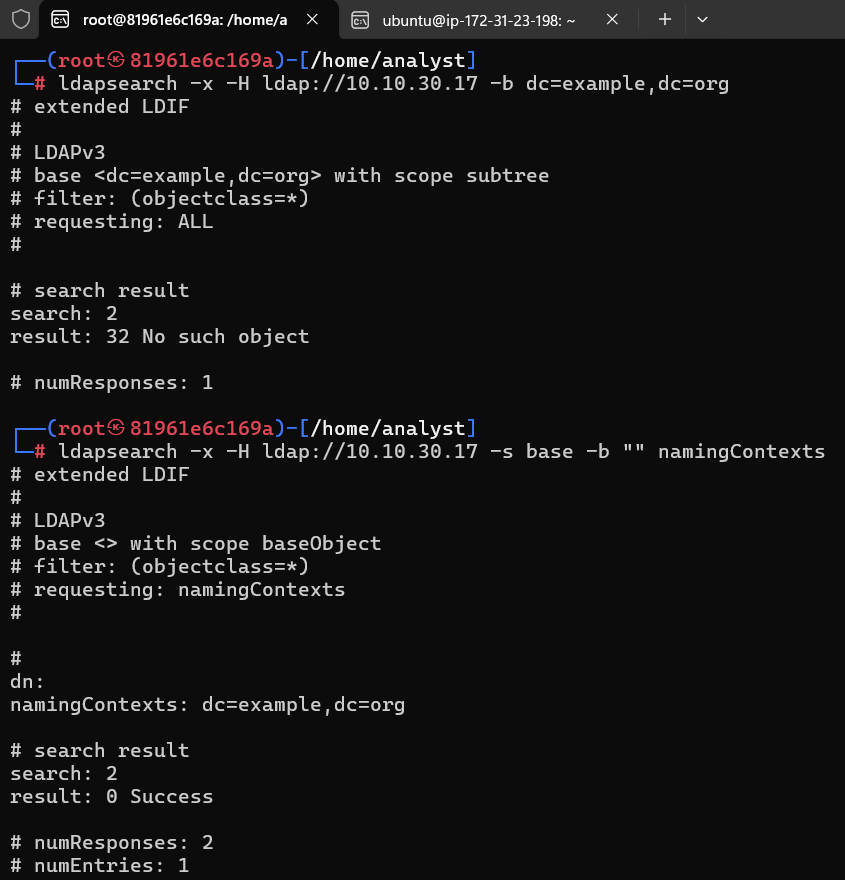 root@81961e6c169a: /home/a
ubuntu@ip-172-31-23-198: ~
┌──(root㉿81961e6c169a)-[/home/analyst]
└─# ldapsearch -x -H ldap://10.10.30.17 -b dc=example,dc=org
# extended LDIF
#
# LDAPv3
# base <dc=example,dc=org> with scope subtree
# filter: (objectclass=*)
# requesting: ALL
#

# search result
search: 2
result: 32 No such object

# numResponses: 1

┌──(root㉿81961e6c169a)-[/home/analyst]
└─# ldapsearch -x -H ldap://10.10.30.17 -s base -b "" namingContexts
# extended LDIF
#
# LDAPv3
# base <> with scope baseObject
# filter: (objectclass=*)
# requesting: namingContexts
#

#
dn:
namingContexts: dc=example,dc=org

# search result
search: 2
result: 0 Success

# numResponses: 2
# numEntries: 1